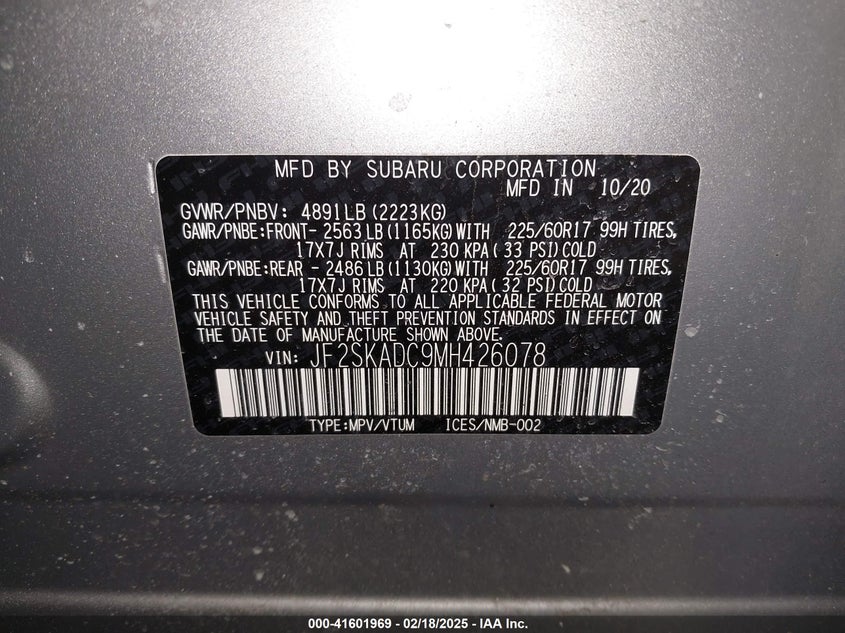 MFD BY SUBARU CORPORATION
MFD IN 10/20
GVWR/PNBV: 4891LB (2223KG)
GAWR/PNBE:FRONT- 2563LB (1165KG)WITH 225/60R17 99H TIRES,
17X7J RIMS AT 230 KPA (33 PSI)COLD
GAWR/PNBE:REAR - 2486LB (1130KG)WITH 225/60R17 99H TIRES,
17X7J RIMS AT 220 KPA (32 PSI)COLD
THIS VEHICLE CONFORMS TO ALL APPLICABLE FEDERAL MOTOR
VEHICLE SAFETY AND THEFT PREVENTION STANDARDS IN EFFECT ON
THE DATE OF MANUFACTURE SHOWN ABOVE.
VIN: JF2SKADC9MH426078
TYPE:MPV/VTUM ICES/NMB-002
000-41601969 — 02/18/2025 — IAA Inc.